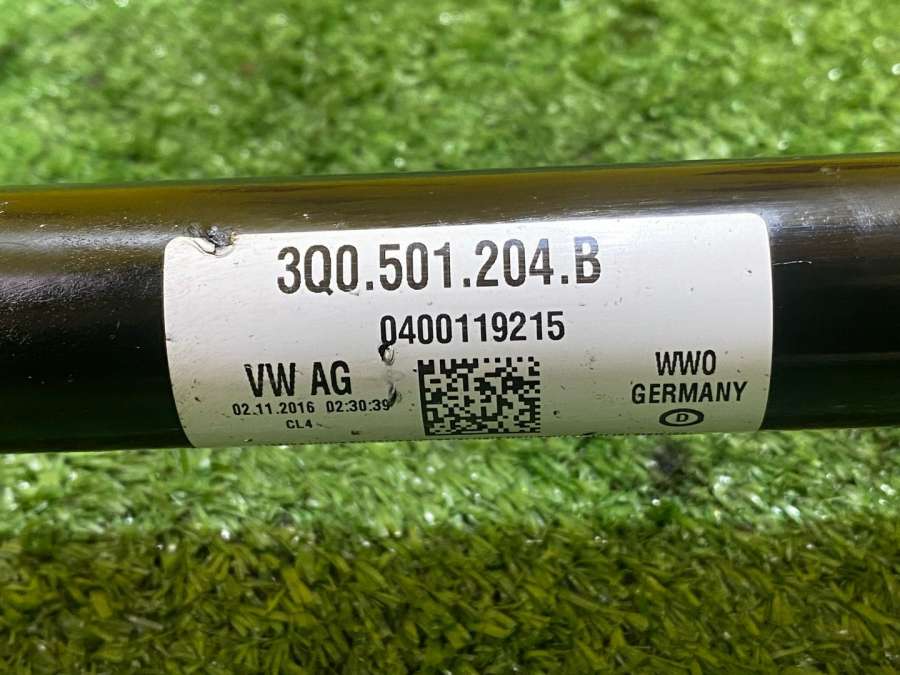 3Q0.501.204.B
0400119215
VW AG
02.11.2016 02:30:39
CL4
WWO
GERMANY
D